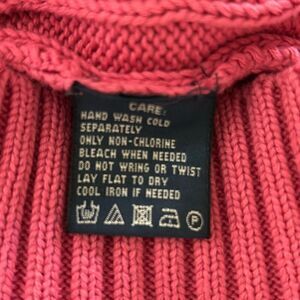 CARE:
HAND WASH COLD
SEPARATELY
ONLY NON-CHLORINE
BLEACH WHEN NEEDED
DO NOT WRING OR TWIST
LAY FLAT TO DRY
COOL IRON IF NEEDED
P